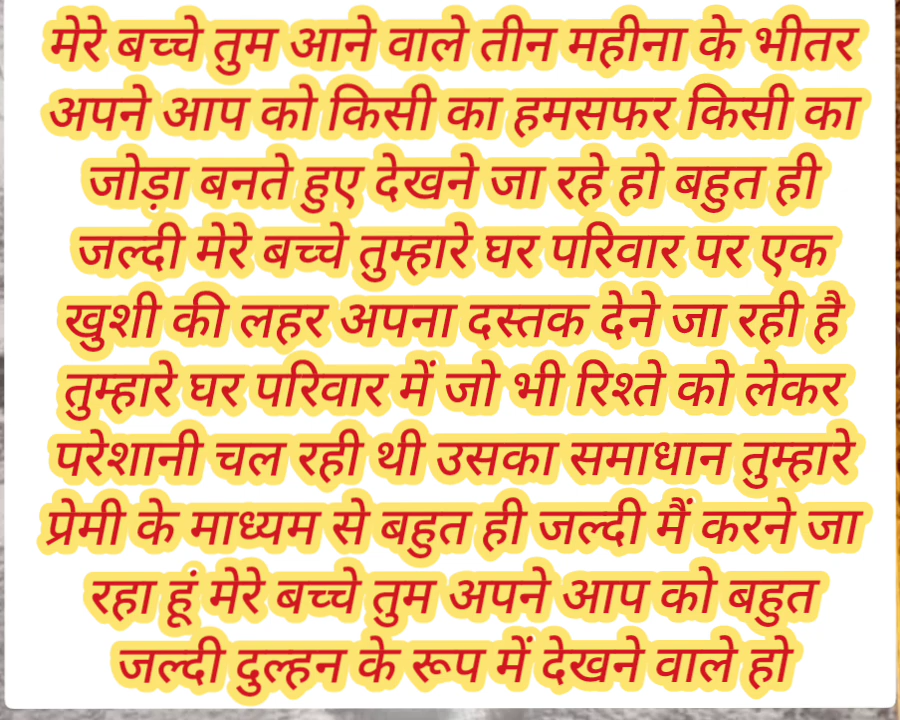 मेरे बच्चे तुम आने वाले तीन महीना के भीतर
अपने आप को किसी का हमसफर किसी का
जोड़ा बनते हुए देखने जा रहे हो बहुत ही
जल्दी मेरे बच्चे तुम्हारे घर परिवार पर एक
खुशी की लहर अपना दस्तक देने जा रही है
तुम्हारे घर परिवार में जो भी रिश्ते को लेकर
परेशानी चल रही थी उसका समाधान तुम्हारे
प्रेमी के माध्यम से बहुत ही जल्दी मैं करने जा
रहा हूं मेरे बच्चे तुम अपने आप को बहुत
जल्दी दुल्हन के रूप में देखने वाले हो